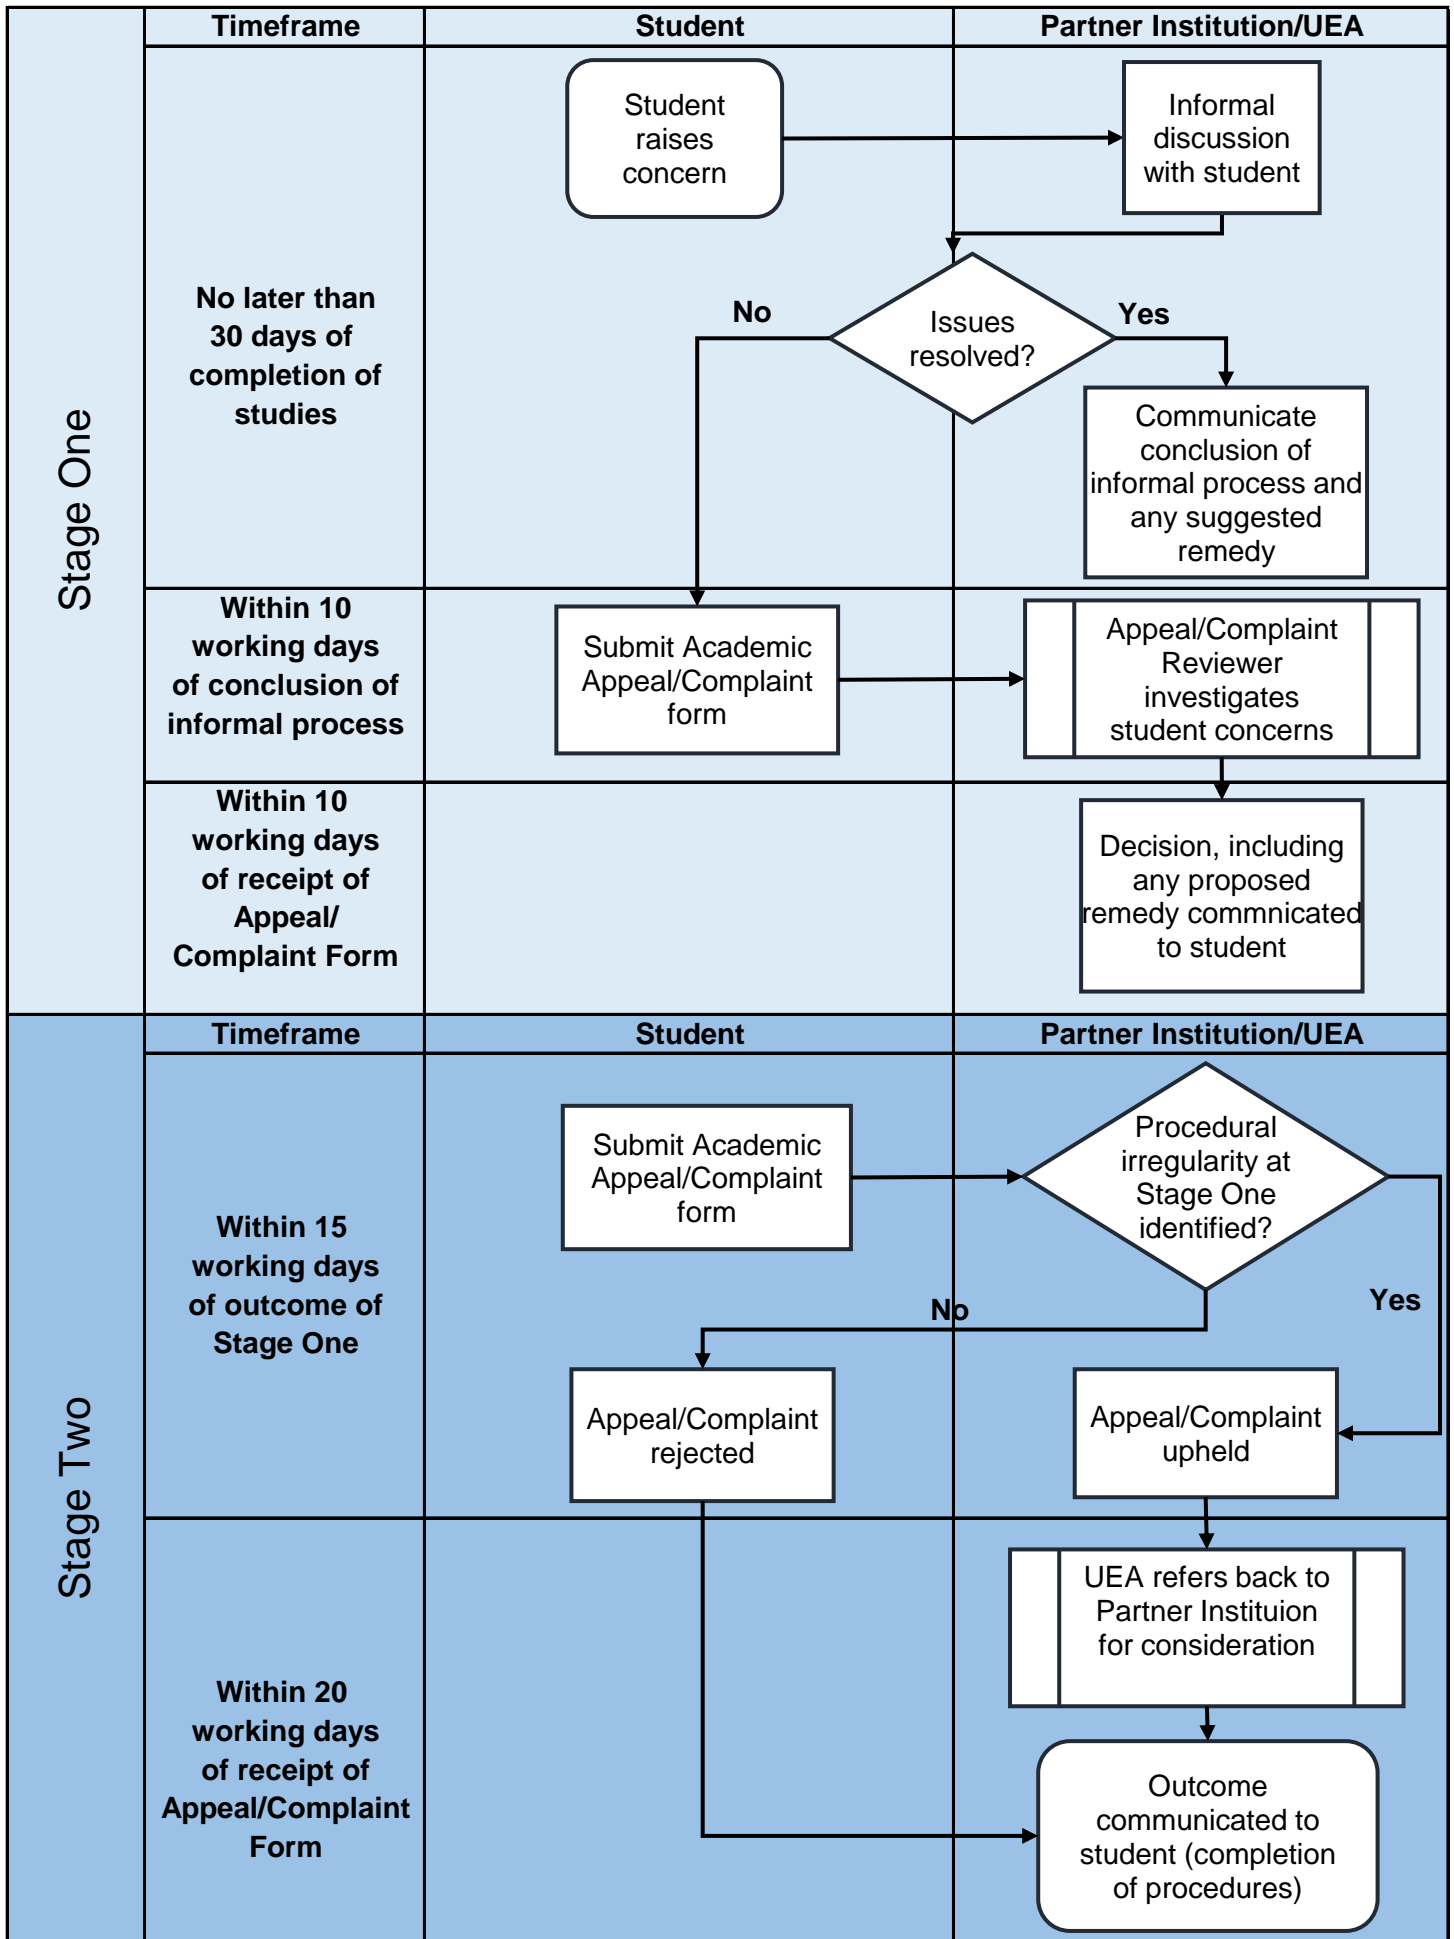 Timeframe
Student
Partner Institution/UEA
Stage One
No later than
30 days of
completion of
studies
Student
raises
concern
Informal
discussion
with student
Issues
resolved?
No
Yes
Communicate
conclusion of
informal process and
any suggested
remedy
Within 10
working days
of conclusion of
informal process
Submit Academic
Appeal/Complaint
form
Appeal/Complaint
Reviewer
investigates
student concerns
Within 10
working days
of receipt of
Appeal/
Complaint Form
Decision, including
any proposed
remedy commnicated
to student
Timeframe
Student
Partner Institution/UEA
Stage Two
Within 15
working days
of outcome of
Stage One
Submit Academic
Appeal/Complaint
form
Procedural
irregularity at
Stage One
identified?
No
Yes
Appeal/Complaint
rejected
Appeal/Complaint
upheld
Within 20
working days
of receipt of
Appeal/Complaint
Form
UEA refers back to
Partner Instituion
for consideration
Outcome
communicated to
student (completion
of procedures)